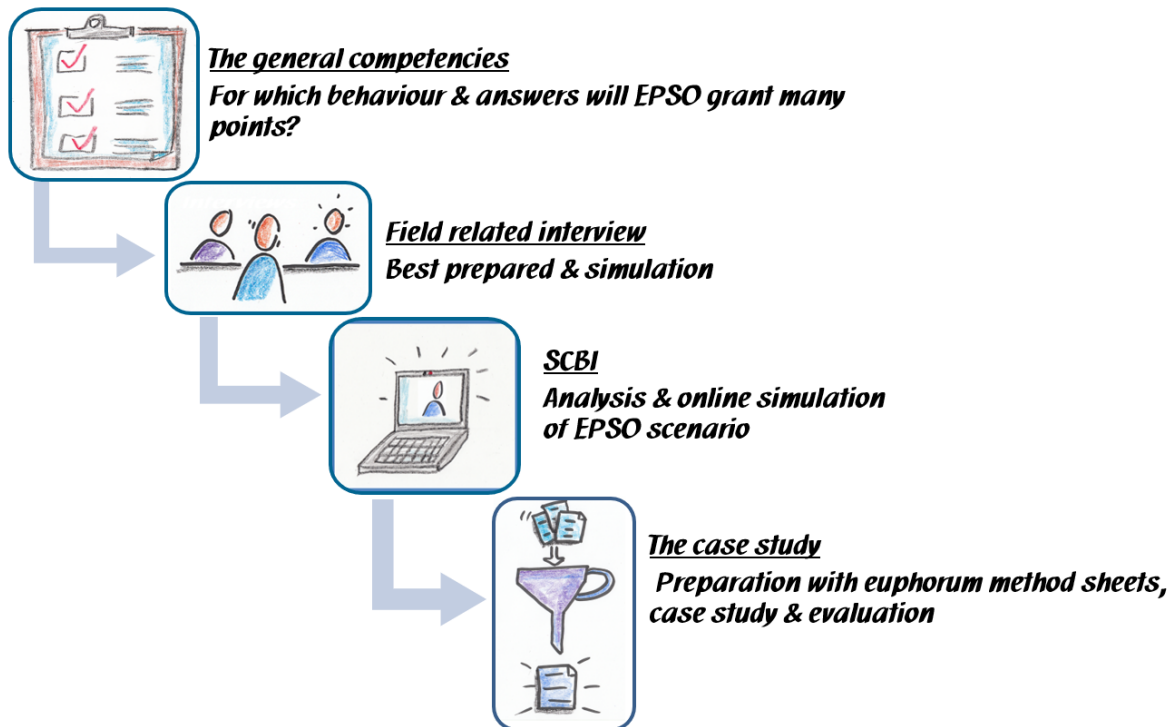 The general competencies
For which behaviour & answers will EPSO grant many
points?
Field related interview
Best prepared & simulation
SCBI
Analysis & online simulation
of EPSO scenario
The case study
Preparation with euphorum method sheets,
case study & evaluation